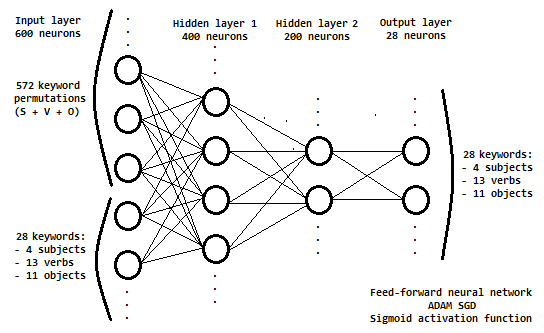 Input layer
600 neurons
Hidden layer 1
400 neurons
Hidden layer 2
200 neurons
Output layer
28 neurons
572 keyword
permutations
(S + V + O)
28 keywords:
- 4 subjects
- 13 verbs
- 11 objects
28 keywords:
- 4 subjects
- 13 verbs
- 11 objects
Feed-forward neural network
ADAM SGD
Sigmoid activation function